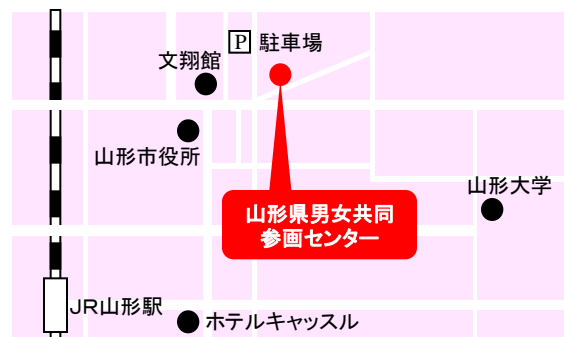 P 駐車場
文翔館
山形市役所
山形大学
山形県男女共同
参画センター
JR山形駅
ホテルキャッスル